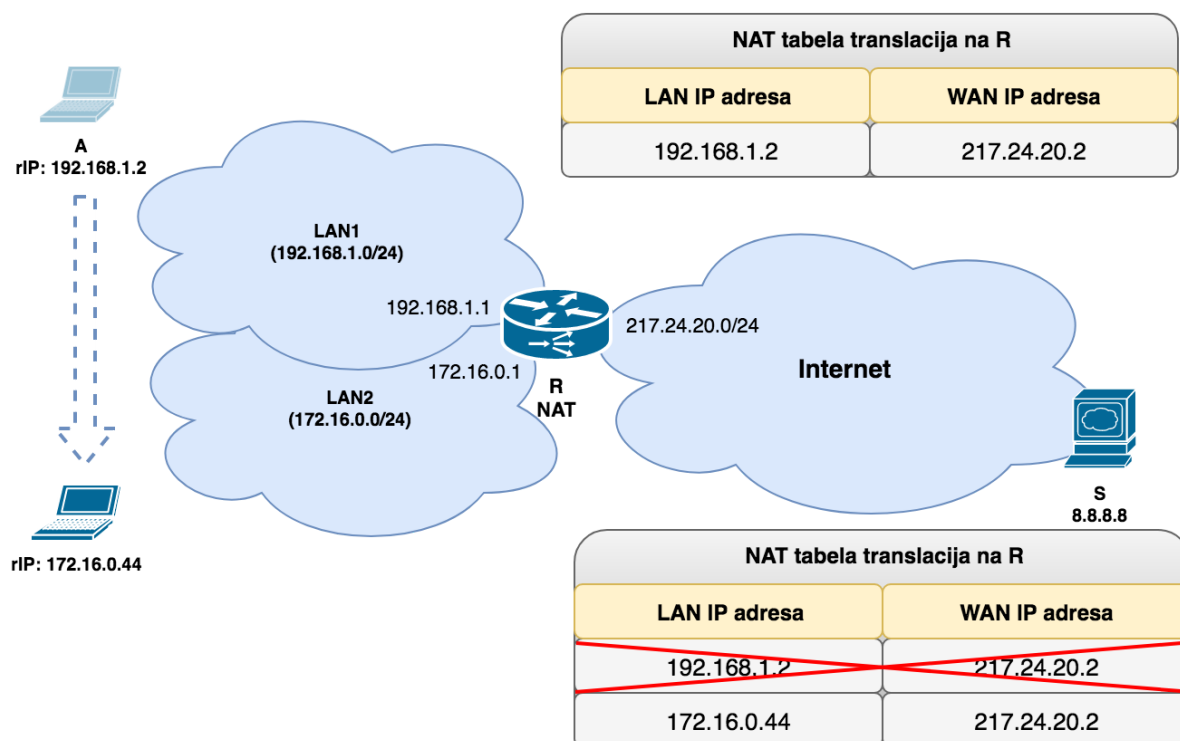 NAT tabela translacija na R
LAN IP adresa WAN IP adresa
192.168.1.2 217.24.20.2
A
rIP: 192.168.1.2
LAN1
(192.168.1.0/24)
192.168.1.1
217.24.20.0/24
172.16.0.1
R
NAT
Internet
LAN2
(172.16.0.0/24)
S
8.8.8.8
rIP: 172.16.0.44
NAT tabela translacija na R
LAN IP adresa WAN IP adresa
192.168.1.2 217.24.20.2
172.16.0.44 217.24.20.2